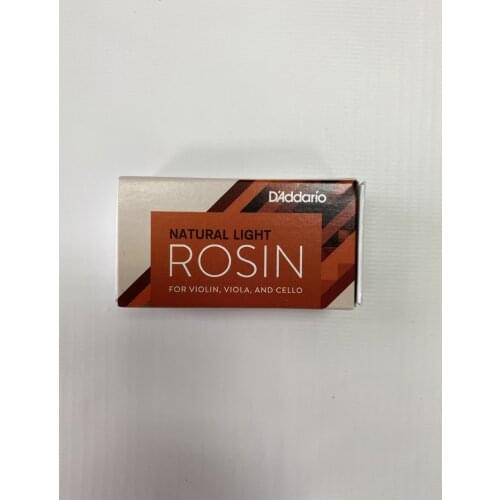 D'Addario
NATURAL LIGHT
ROSIN
FOR VIOLIN, VIOLA, AND CELLO